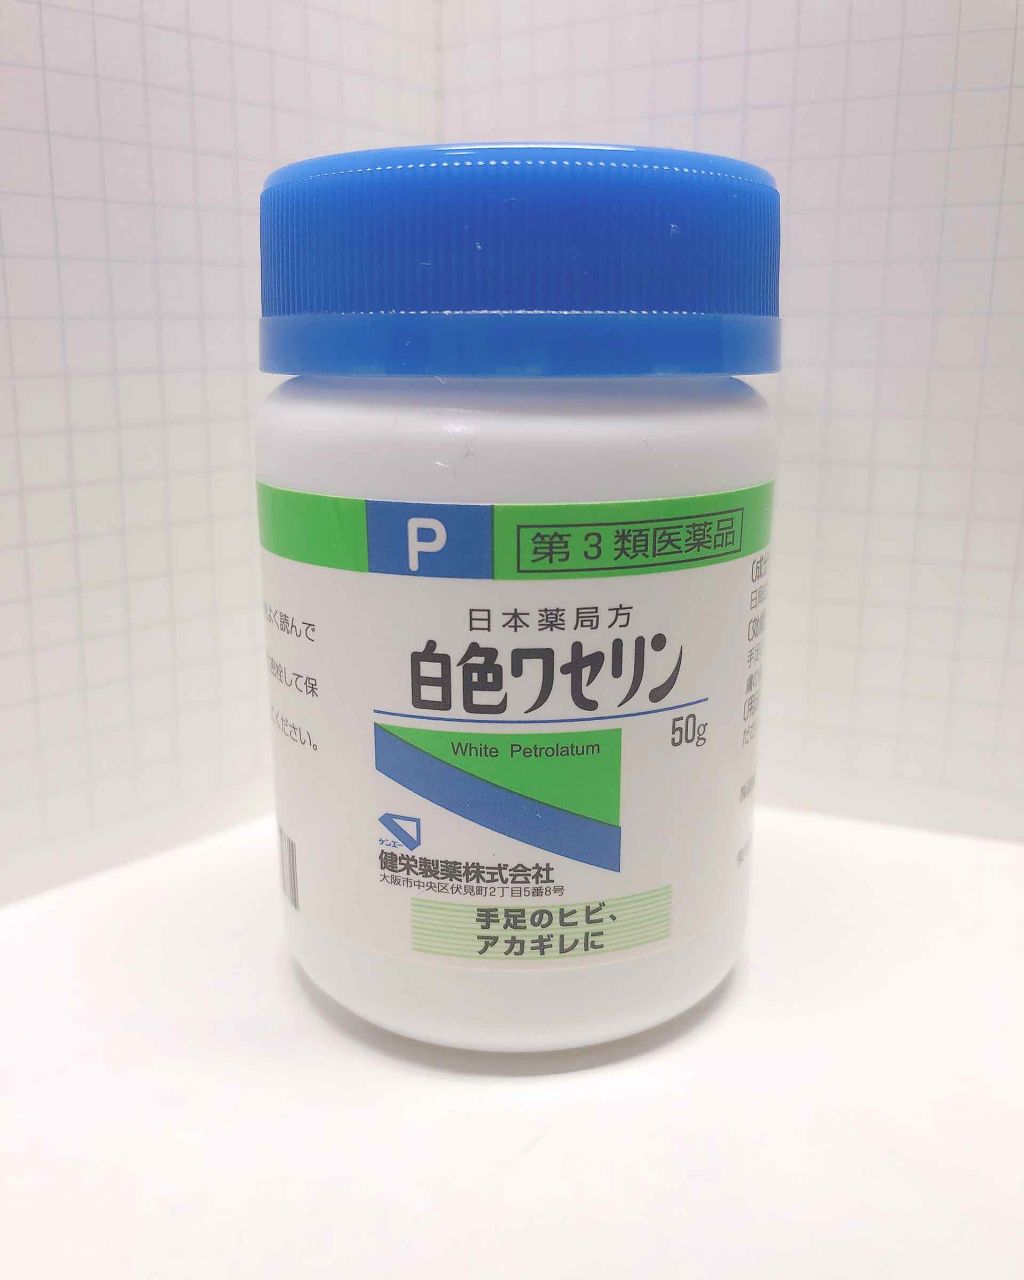 P
第3類医薬品
日本薬局方
白色ワセリン
50g
White Petrolatum
ケンエー
健栄製薬株式会社
大阪市中央区伏見町2丁目5番8号
手足のヒビ、
アカギレに
よく読んで
して保
ください。